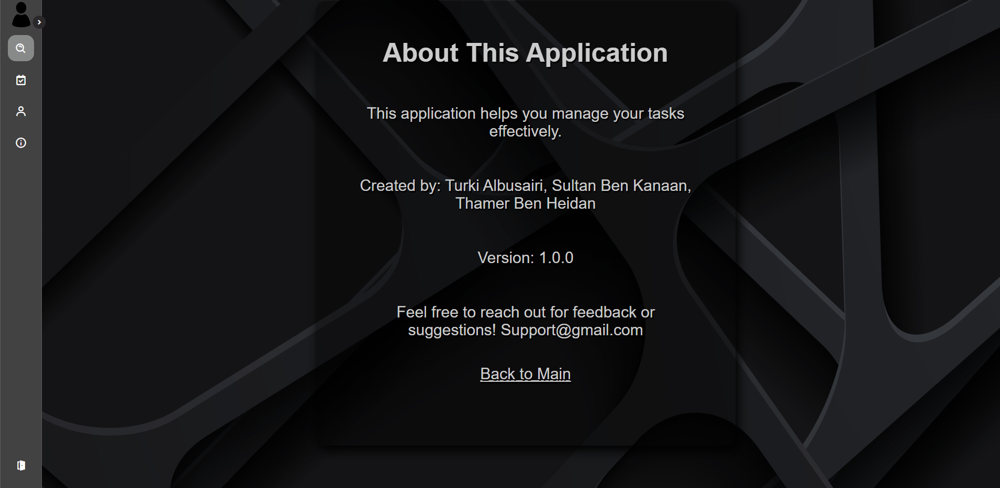 About This Application
This application helps you manage your tasks
effectively.
Created by: Turki Albusairi, Sultan Ben Kanaan,
Thamer Ben Heidan
Version: 1.0.0
Feel free to reach out for feedback or
suggestions! Support@gmail.com
Back to Main